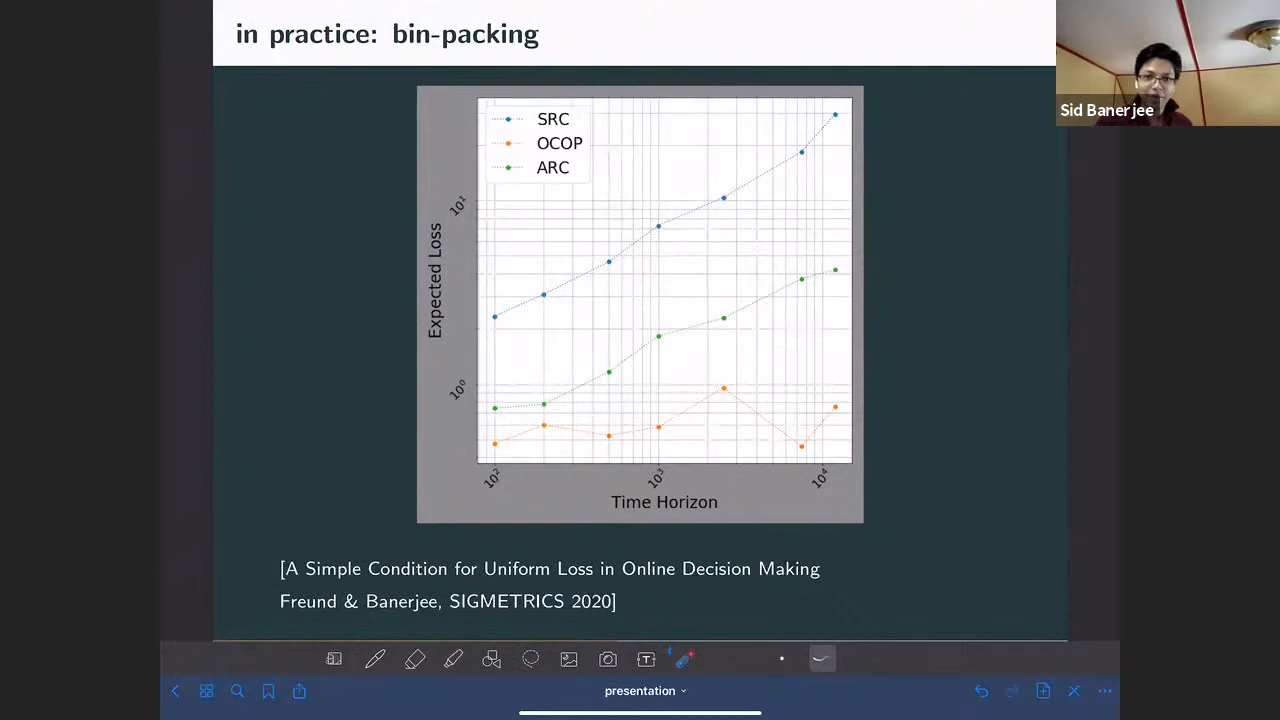 in practice: bin-packing
Sid Banerjee
SRC
OCOP
ARC
Expected Loss
10¹
10⁰
10²
10³
10⁴
Time Horizon
[A Simple Condition for Uniform Loss in Online Decision Making
Freund & Banerjee, SIGMETRICS 2020]
T
presentation